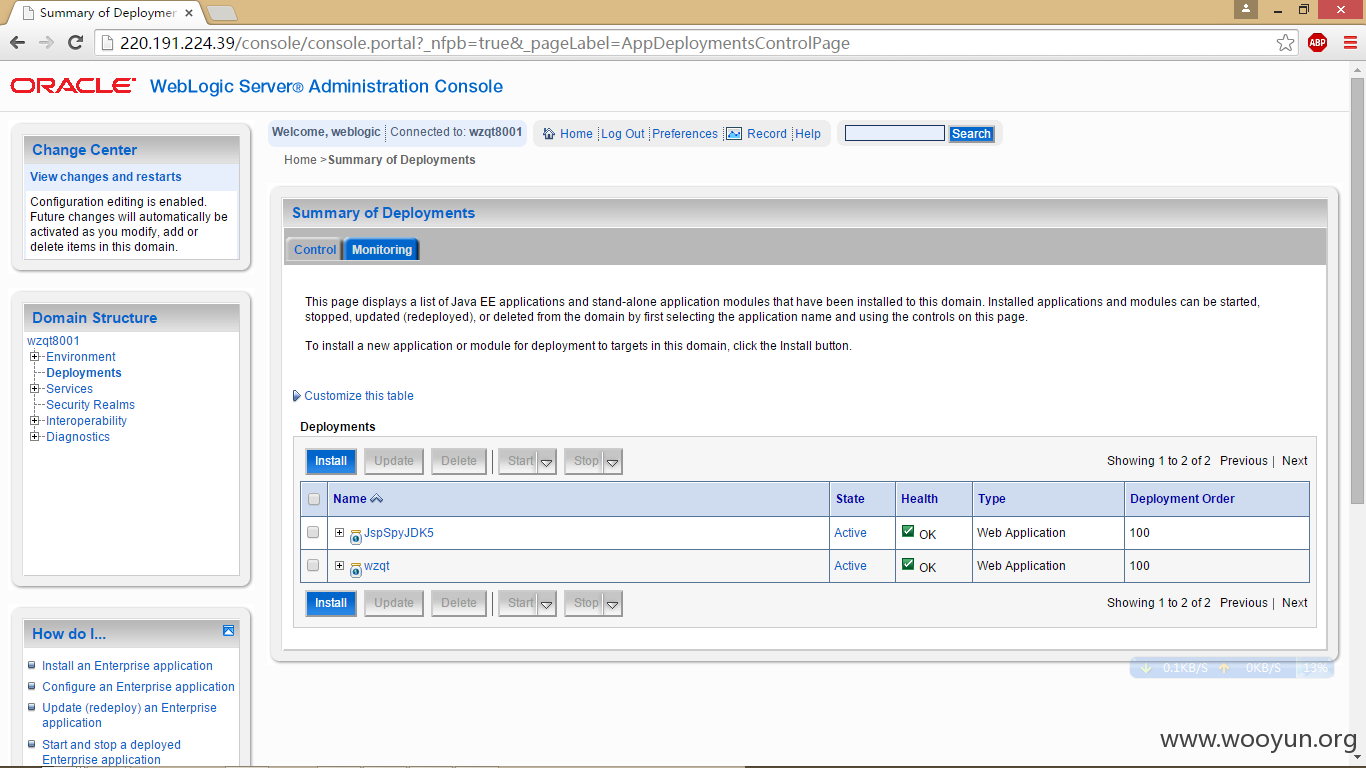 Summary of Deploymer
220.191.224.39/console/console.portal?_nfpb=true&_pageLabel=AppDeploymentsControlPage
ABP
ORACLE WebLogic Server® Administration Console
Change Center
View changes and restarts
Configuration editing is enabled.
Future changes will automatically be
activated as you modify, add or
delete items in this domain.
Domain Structure
wzqt8001
Environment
Deployments
Services
Security Realms
Interoperability
Diagnostics
How do I...
Install an Enterprise application
Configure an Enterprise application
Update (redeploy) an Enterprise
application
Start and stop a deployed
Enterprise application
Welcome, weblogic Connected to: wzqt8001
Home Log Out Preferences Record Help
Search
Home >Summary of Deployments
Summary of Deployments
Control Monitoring
This page displays a list of Java EE applications and stand-alone application modules that have been installed to this domain. Installed applications and modules can be started,
stopped, updated (redeployed), or deleted from the domain by first selecting the application name and using the controls on this page.
To install a new application or module for deployment to targets in this domain, click the Install button.
Customize this table
Deployments
Install Update Delete Start Stop Showing 1 to 2 of 2 Previous | Next
Name State Health Type Deployment Order
JspSpyJDK5 Active OK Web Application 100
wzqt Active OK Web Application 100
Install Update Delete Start Stop Showing 1 to 2 of 2 Previous | Next
0.1KB/S 0KB/S 13%
www.wooyun.org